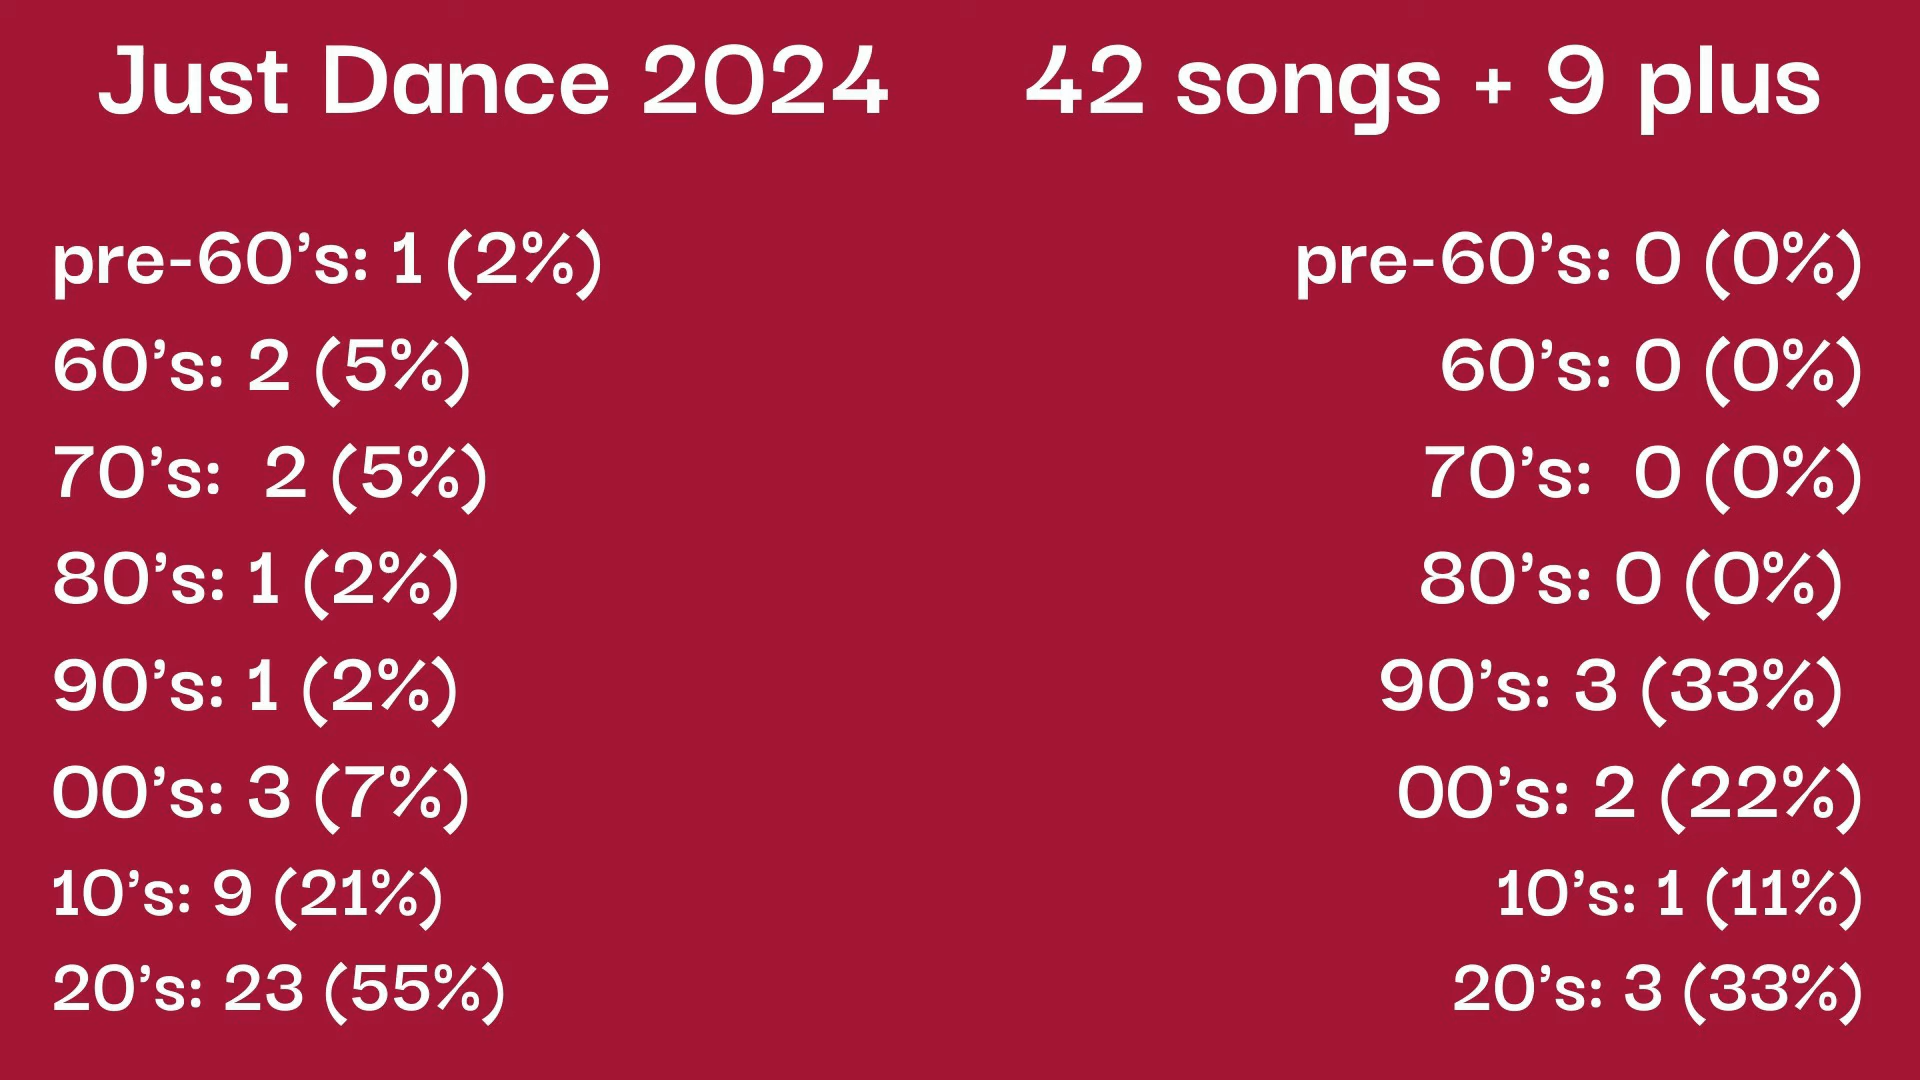 Just Dance 2024 42 songs + 9 plus
pre-60’s: 1 (2%)
60’s: 2 (5%)
70’s: 2 (5%)
80’s: 1 (2%)
90’s: 1 (2%)
00’s: 3 (7%)
10’s: 9 (21%)
20’s: 23 (55%)
pre-60’s: 0 (0%)
60’s: 0 (0%)
70’s: 0 (0%)
80’s: 0 (0%)
90’s: 3 (33%)
00’s: 2 (22%)
10’s: 1 (11%)
20’s: 3 (33%)